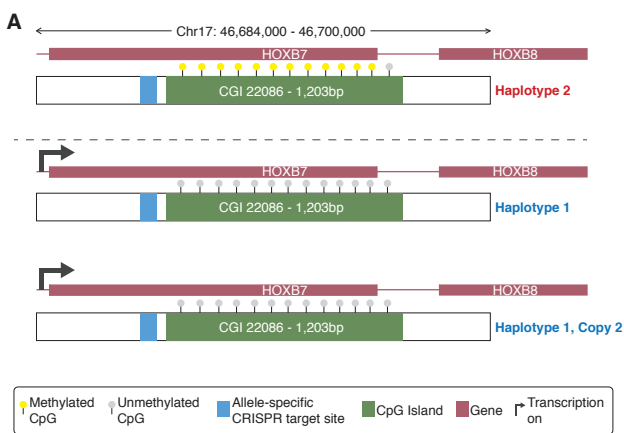 A
Chr17: 46,684,000 - 46,700,000
HOXB7 HOXB8
CGI 22086 - 1,203bp
Haplotype 2
HOXB7 HOXB8
CGI 22086 - 1,203bp
Haplotype 1
HOXB7 HOXB8
CGI 22086 - 1,203bp
Haplotype 1, Copy 2
Methylated CpG
Unmethylated CpG
Allele-specific CRISPR target site
CpG Island
Gene
Transcription on